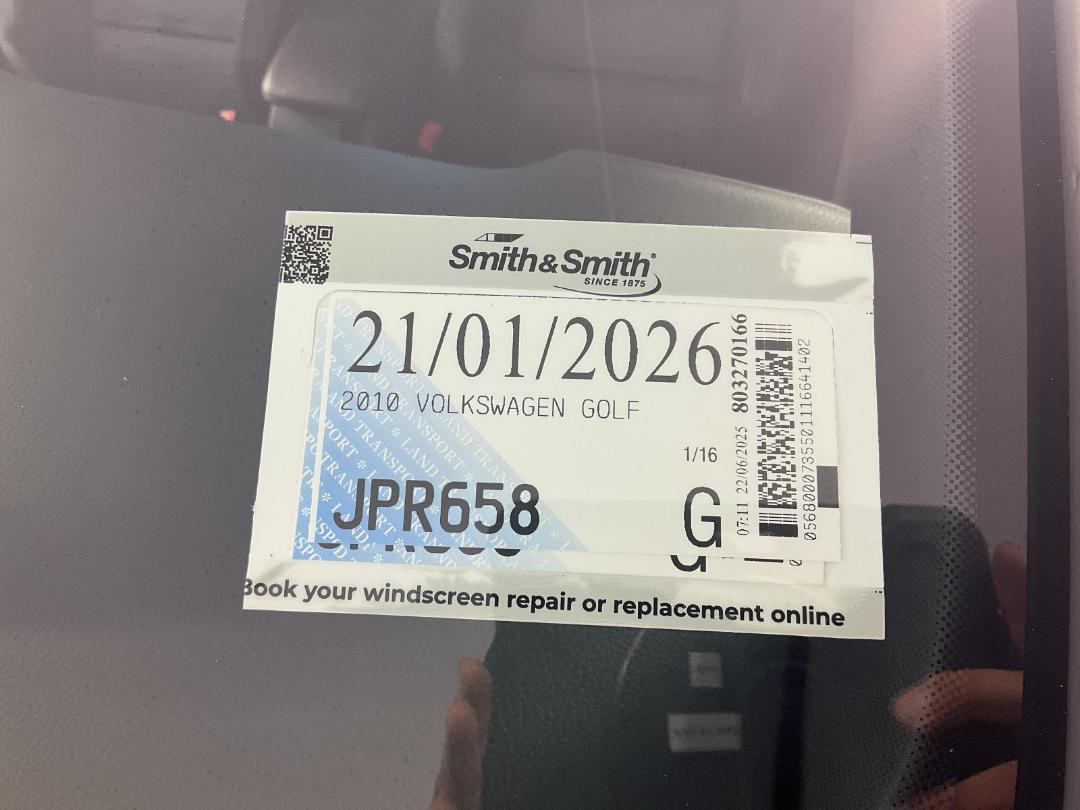 Smith&Smith®
SINCE 1875
21/01/2026
2010 VOLKSWAGEN GOLF
1/16
JPR658
G
07:11 22/06/2025 803270166
0568000735501116641402
Book your windscreen repair or replacement online